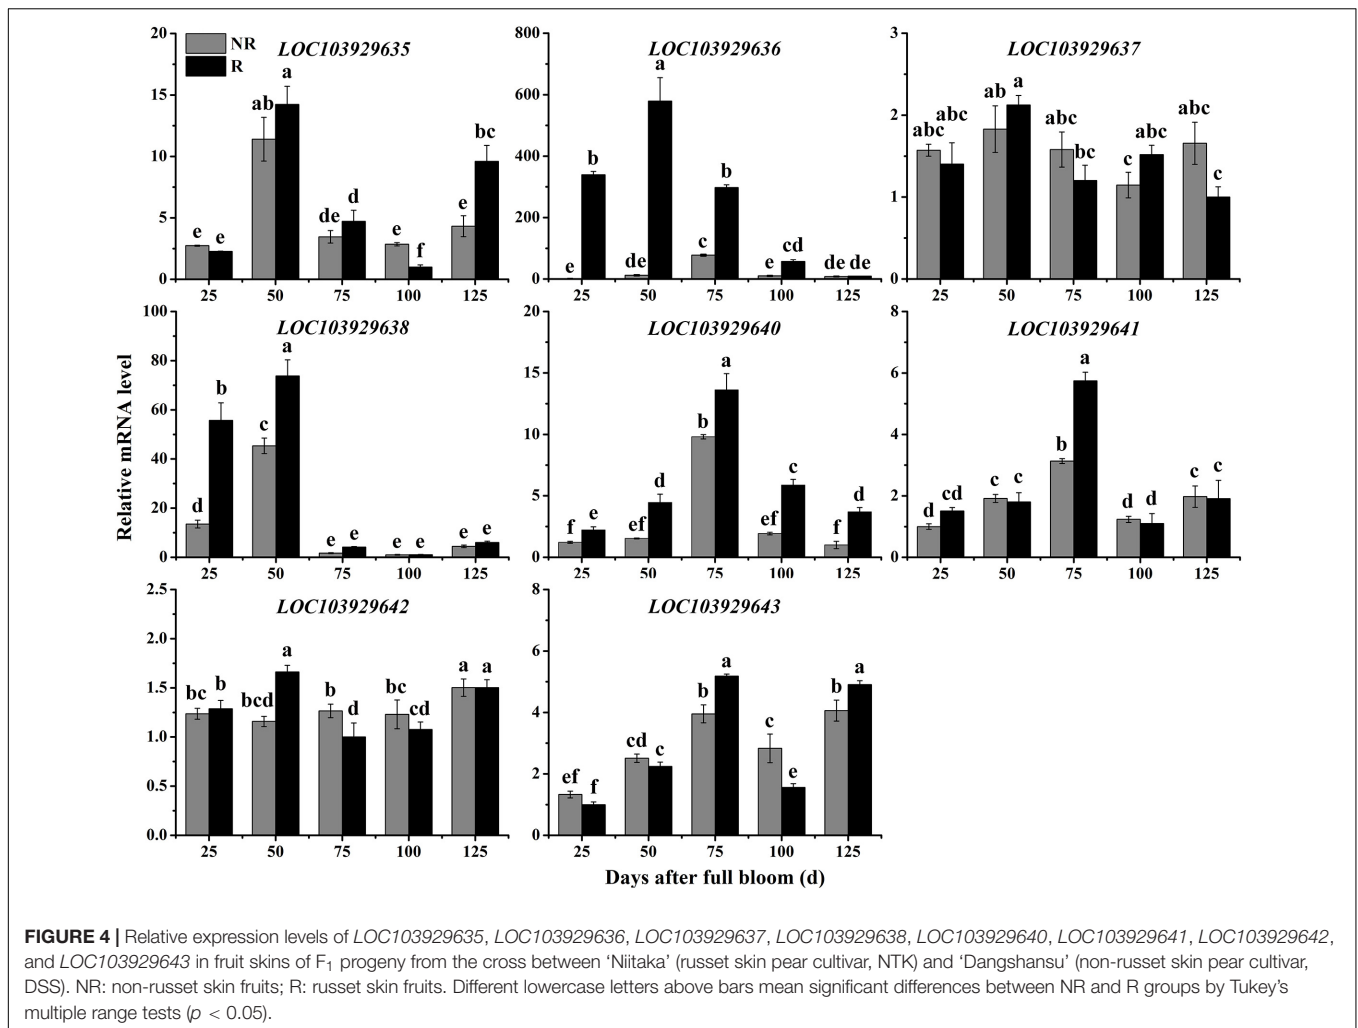 LOC103929635
LOC103929636
LOC103929637
NR
R
20
15
10
5
0
e e ab a de d e f e bc
25 50 75 100 125
800
600
400
200
0
e b de a c b e cd de de
25 50 75 100 125
3
2
1
0
abc abc ab a abc bc c abc abc c
25 50 75 100 125
Relative mRNA level
LOC103929638
100
80
60
40
20
0
d b c a e e e e e e
25 50 75 100 125
LOC103929640
20
15
10
5
0
f e ef d b a ef c f d
25 50 75 100 125
LOC103929641
8
6
4
2
0
d cd c c b a d d c c
25 50 75 100 125
LOC103929642
2.5
2.0
1.5
1.0
0.5
0.0
bc b bcd a b d bc cd a a
25 50 75 100 125
LOC103929643
8
6
4
2
0
ef f cd c b a c e b a
25 50 75 100 125
Days after full bloom (d)
FIGURE 4 | Relative expression levels of LOC103929635, LOC103929636, LOC103929637, LOC103929638, LOC103929640, LOC103929641, LOC103929642,
and LOC103929643 in fruit skins of F₁ progeny from the cross between ‘Niitaka’ (russet skin pear cultivar, NTK) and ‘Dangshansu’ (non-russet skin pear cultivar,
DSS). NR: non-russet skin fruits; R: russet skin fruits. Different lowercase letters above bars mean significant differences between NR and R groups by Tukey’s
multiple range tests (p < 0.05).